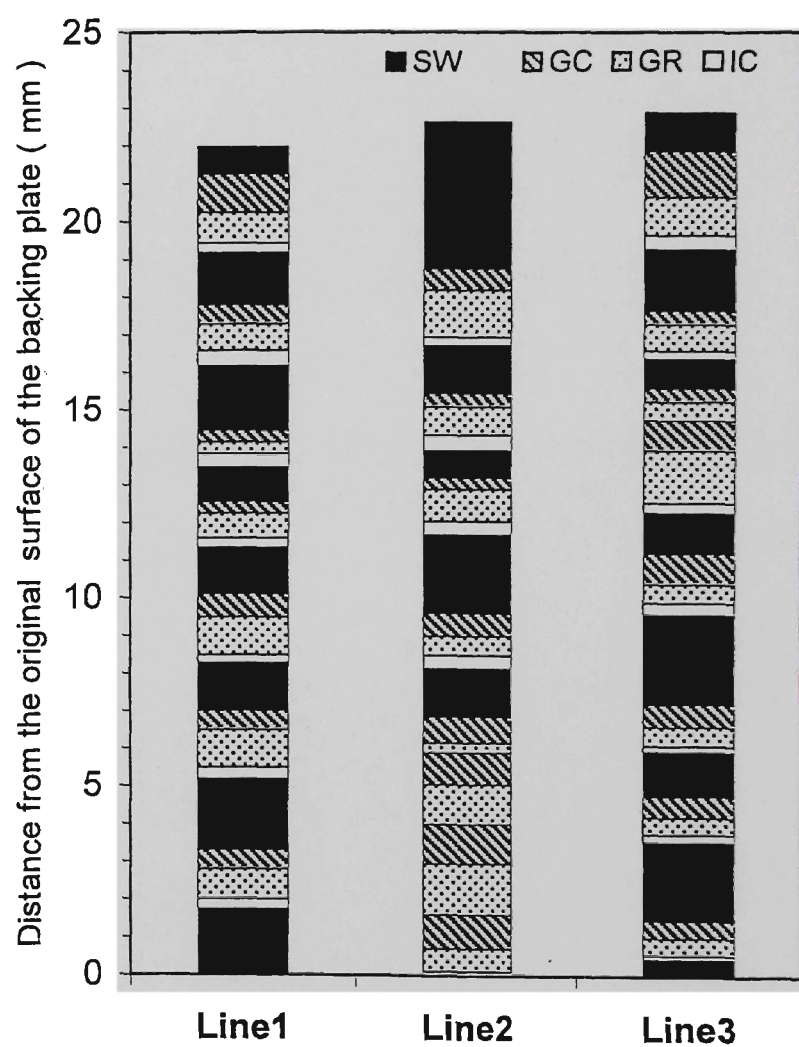 Distance from the original surface of the backing plate ( mm )
25
20
15
10
5
0
SW GC GR IC
Line1 Line2 Line3